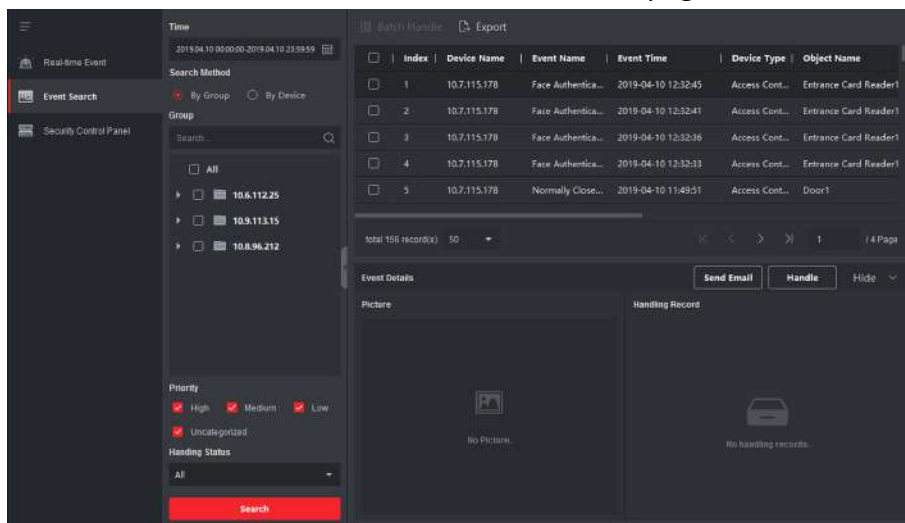 Real-time Event
Event Search
Security Control Panel
Time
2019.04.10 00:00:00-2019.04.10 23:59:59
Search Method
By Group
By Device
Group
Search...
All
10.6.112.25
10.9.113.15
10.8.96.212
Priority
High
Medium
Low
Uncategorized
Handing Status
All
Search
Batch Handle
Export
Index | Device Name | Event Name | Event Time | Device Type | Object Name
1 10.7.115.178 Face Authentica... 2019-04-10 12:32:45 Access Cont... Entrance Card Reader1
2 10.7.115.178 Face Authentica... 2019-04-10 12:32:41 Access Cont... Entrance Card Reader1
3 10.7.115.178 Face Authentica... 2019-04-10 12:32:36 Access Cont... Entrance Card Reader1
4 10.7.115.178 Face Authentica... 2019-04-10 12:32:33 Access Cont... Entrance Card Reader1
5 10.7.115.178 Normally Close... 2019-04-10 11:49:51 Access Cont... Door1
total 156 record(s) 50 1 / 4 Page
Event Details
Send Email
Handle
Hide
Picture
Handling Record
No Picture.
No handling records.